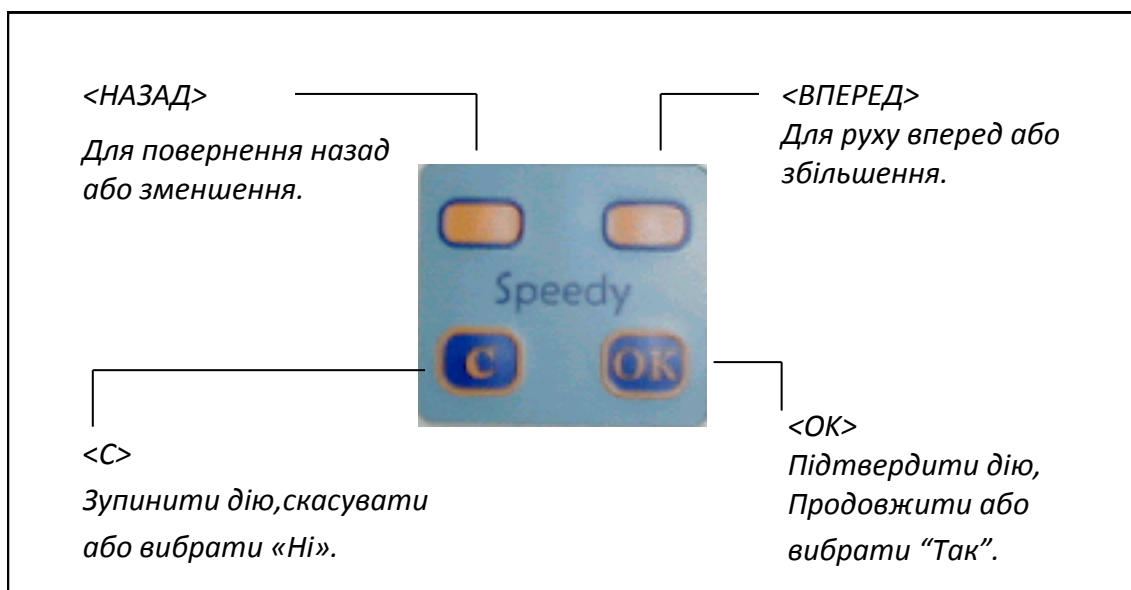 <НАЗАД>
Для повернення назад
або зменшення.
<ВПЕРЕД>
Для руху вперед або
збільшення.
Speedy
C
OK
<C>
Зупинити дію,скасувати
або вибрати «Ні».
<OK>
Підтвердити дію,
Продовжити або
вибрати “Так”.